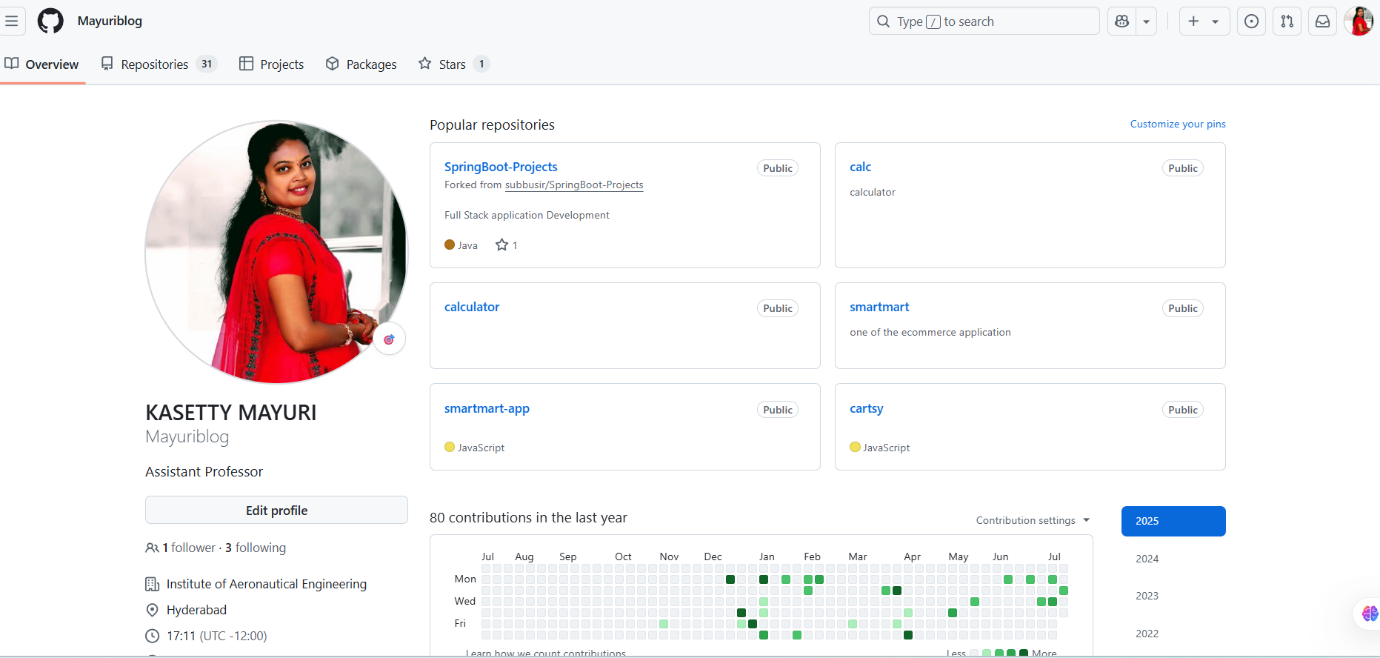 Mayuriblog
Type / to search
Overview
Repositories 31
Projects
Packages
Stars 1
KASETTY MAYURI
Mayuriblog
Assistant Professor
Edit profile
1 follower · 3 following
Institute of Aeronautical Engineering
Hyderabad
17:11 (UTC -12:00)
Popular repositories
Customize your pins
SpringBoot-Projects
Public
Forked from subbusir/SpringBoot-Projects
Full Stack application Development
Java
1
calc
Public
calculator
calculator
Public
smartmart
Public
one of the ecommerce application
smartmart-app
Public
JavaScript
cartsy
Public
JavaScript
80 contributions in the last year
Contribution settings
Jul Aug Sep Oct Nov Dec Jan Feb Mar Apr May Jun Jul
Mon
Wed
Fri
Learn how we count contributions
Less
More
2025
2024
2023
2022